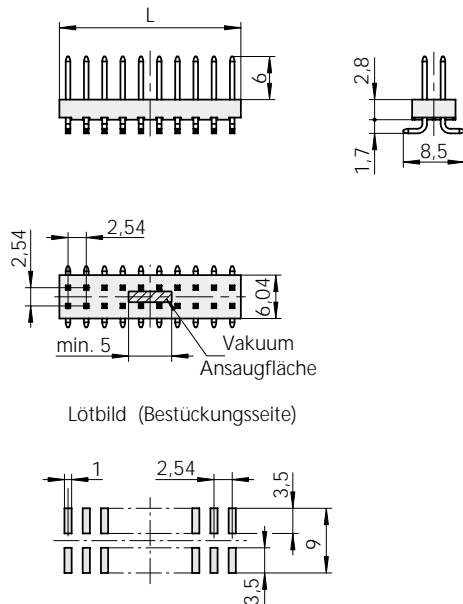 L
6
2,8
1,7
8,5
2,54
2,54
6,04
min. 5
Vakuum
Ansaugfläche
Lötbild (Bestückungsseite)
1
2,54
3,5
9
3,5